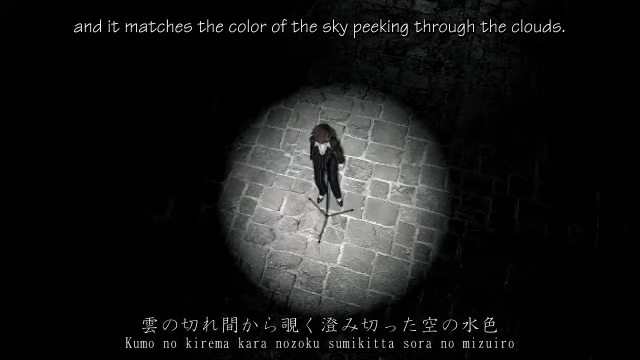 and it matches the color of the sky peeking through the clouds.
雲の切れ間から覗く澄み切った空の水色
Kumo no kirema kara nozoku sumikitta sora no mizuiro